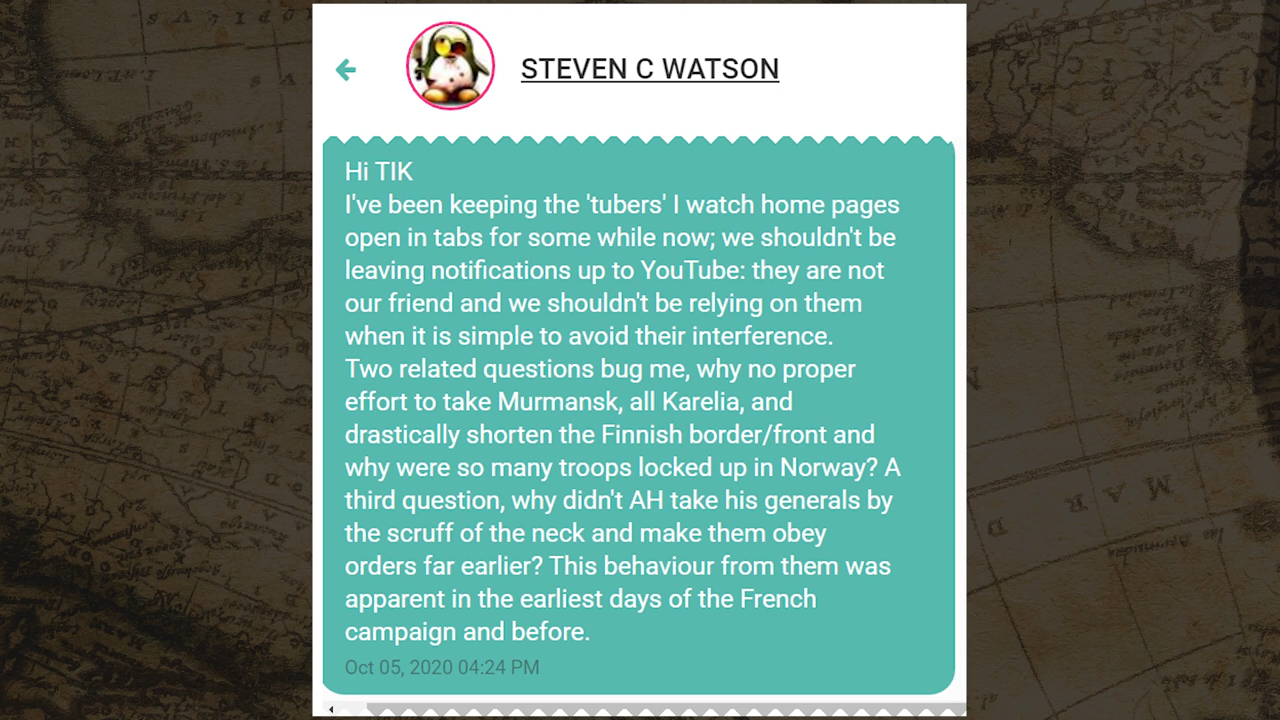 STEVEN C WATSON
Hi TIK
I've been keeping the 'tubers' I watch home pages
open in tabs for some while now; we shouldn't be
leaving notifications up to YouTube: they are not
our friend and we shouldn't be relying on them
when it is simple to avoid their interference.
Two related questions bug me, why no proper
effort to take Murmansk, all Karelia, and
drastically shorten the Finnish border/front and
why were so many troops locked up in Norway? A
third question, why didn't AH take his generals by
the scruff of the neck and make them obey
orders far earlier? This behaviour from them was
apparent in the earliest days of the French
campaign and before.
Oct 05, 2020 04:24 PM